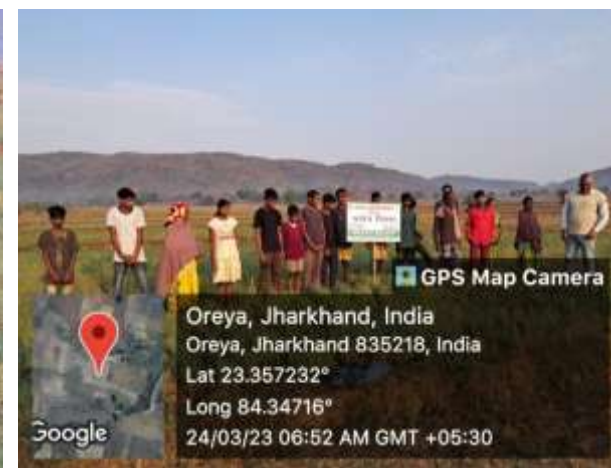 GPS Map Camera
Oreya, Jharkhand, India
Oreya, Jharkhand 835218, India
Lat 23.357232°
Long 84.34716°
24/03/23 06:52 AM GMT +05:30
Google